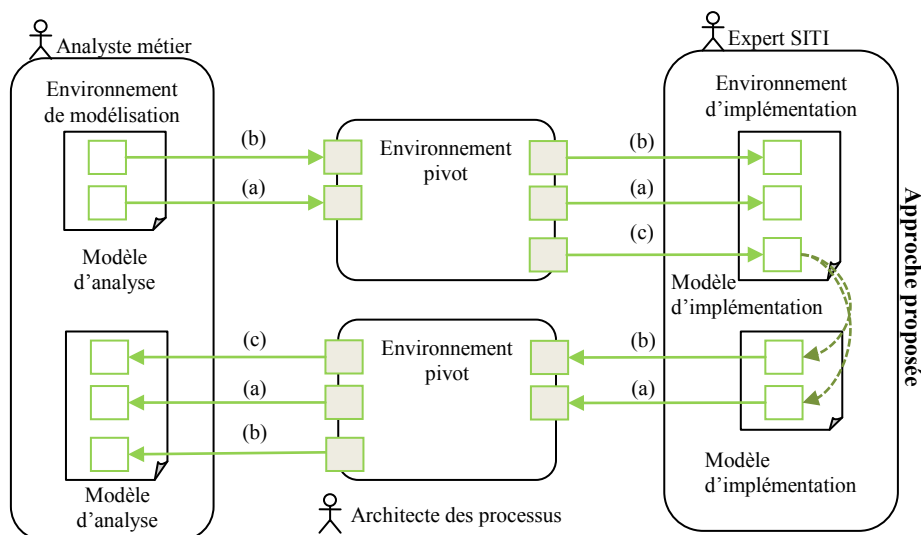 Analyste métier
Expert SITI
Environnement
de modélisation
(b)
(a)
Modèle
d'analyse
Environnement
pivot
(b)
(a)
(c)
Environnement
d'implémentation
Modèle
d'implémentation
Approche proposée
(c)
(a)
(b)
Modèle
d'analyse
Environnement
pivot
(b)
(a)
Modèle
d'implémentation
Architecte des processus